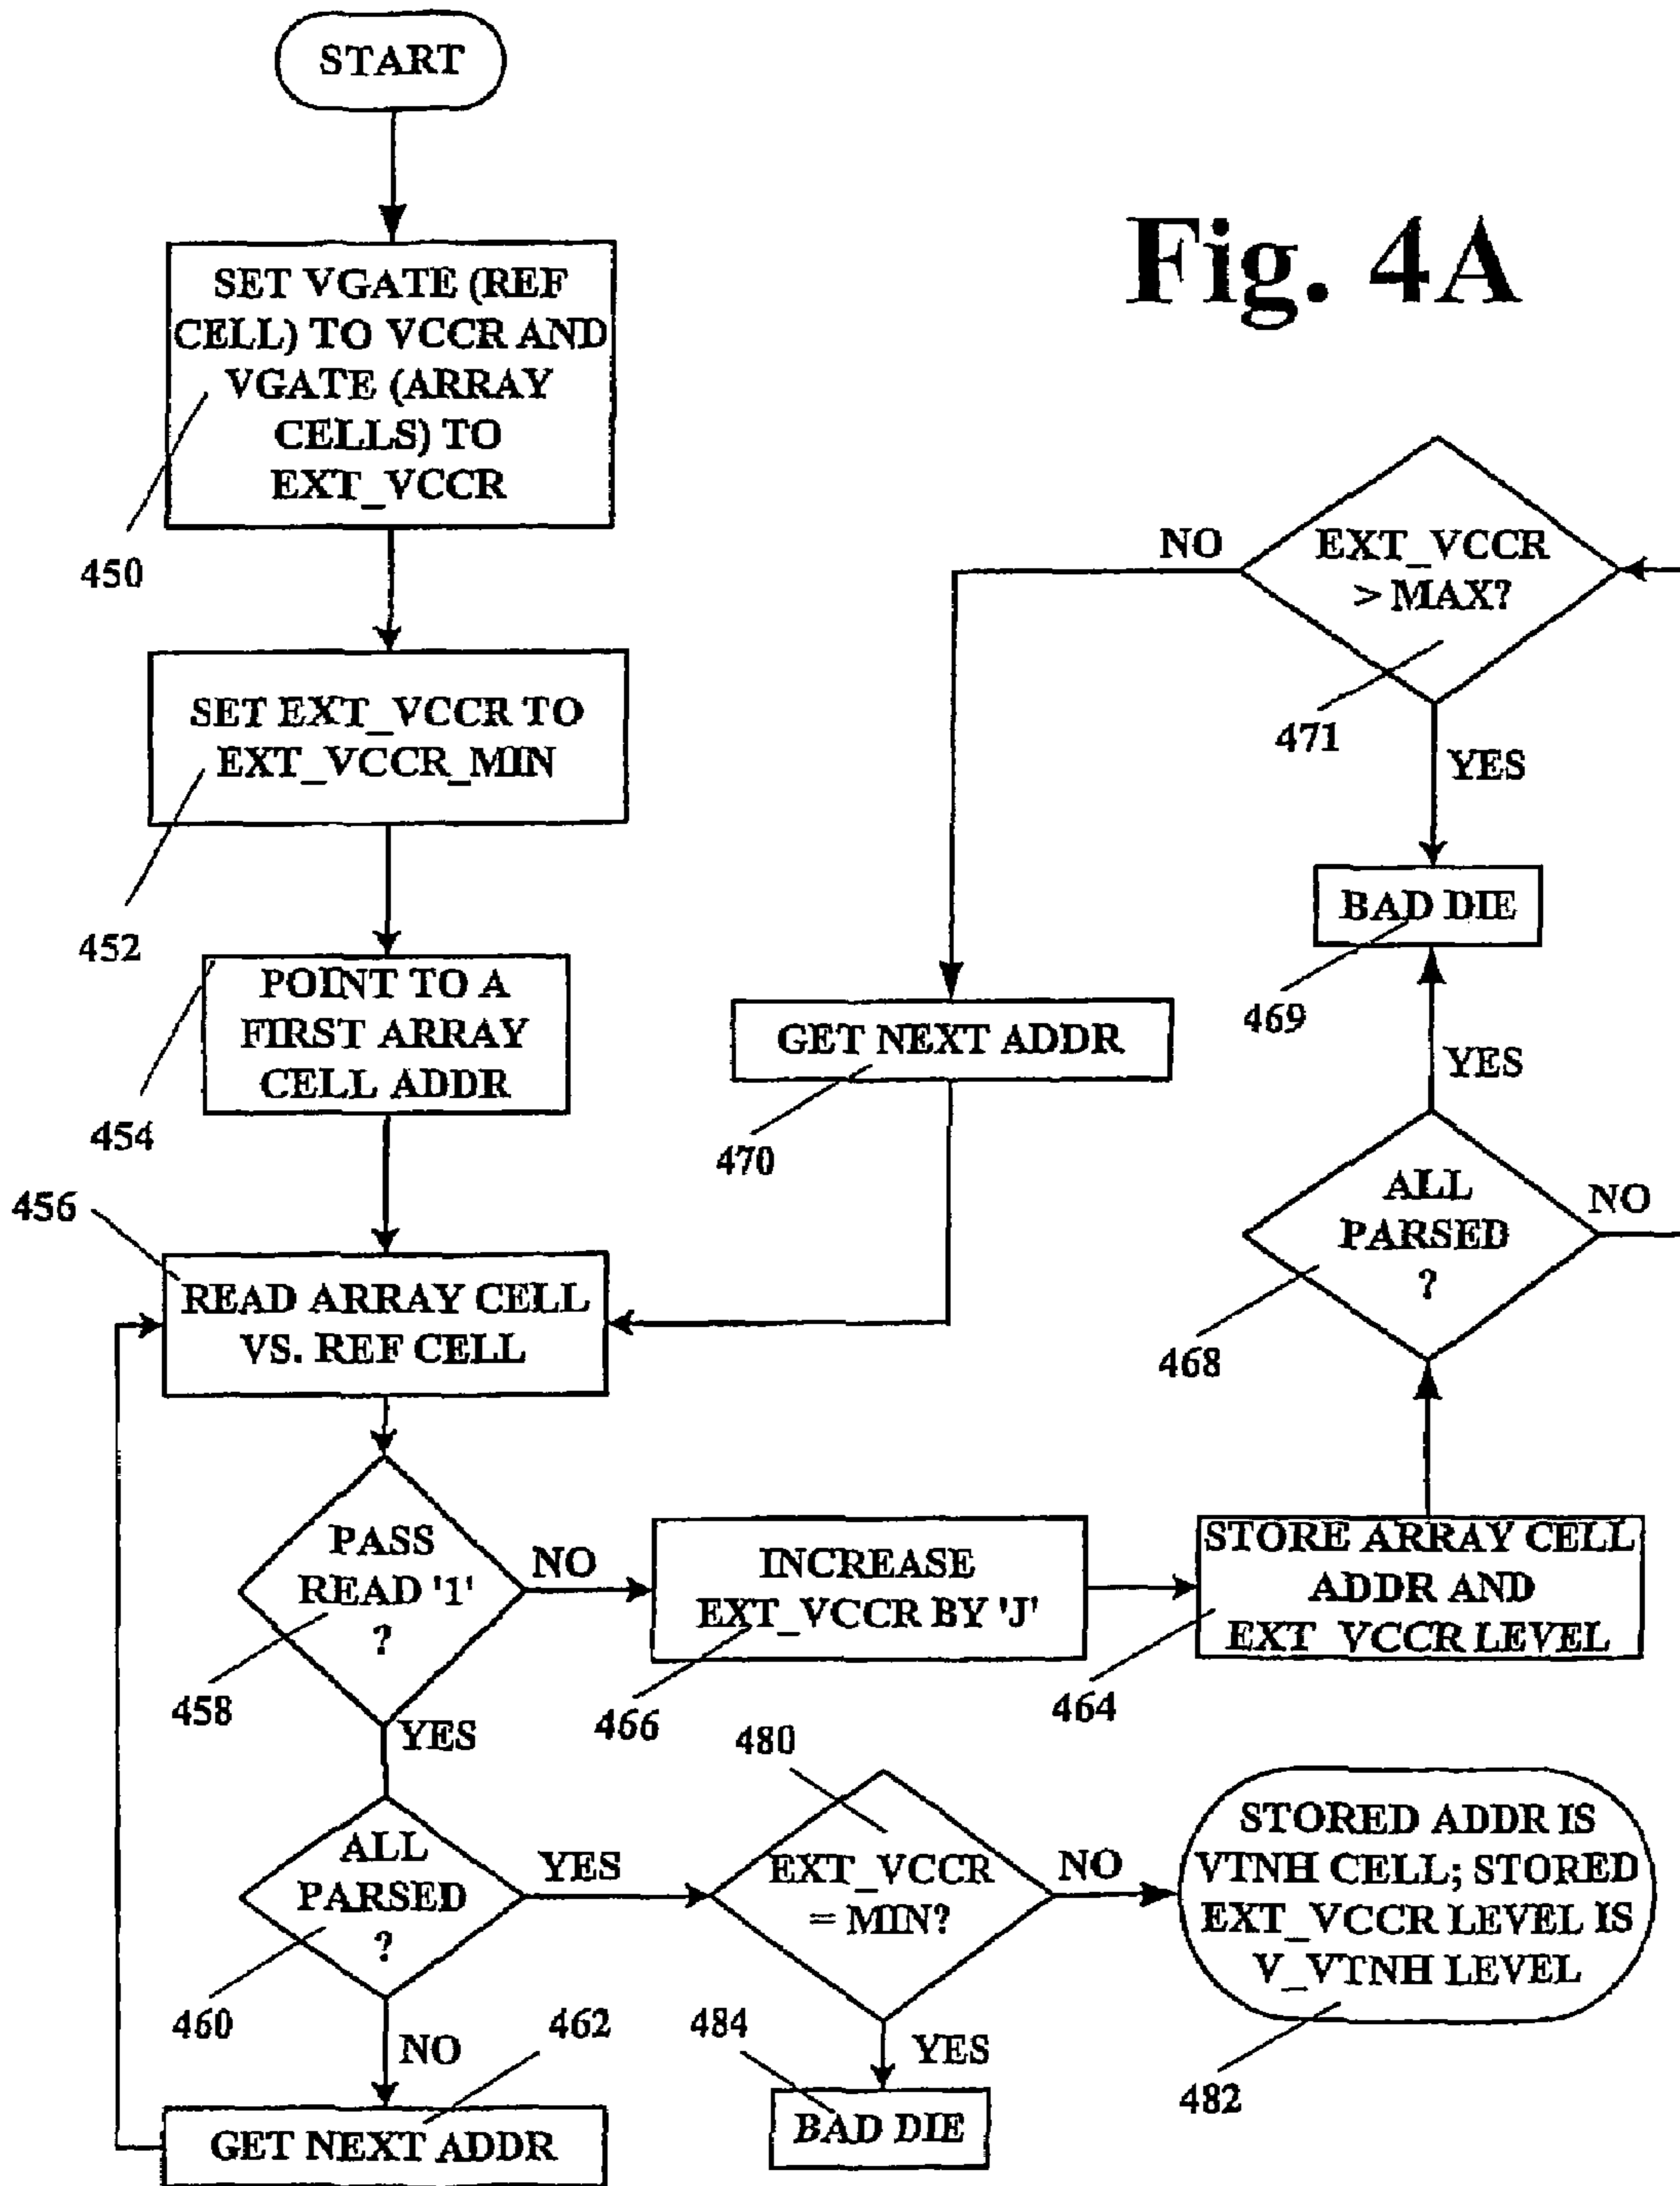 START
Fig. 4A
SET VGATE (REF
CELL) TO VCCR AND
VGATE (ARRAY
CELLS) TO
EXT_VCCR
450
SET EXT_VCCR TO
EXT_VCCR_MIN
452
POINT TO A
FIRST ARRAY
CELL ADDR
454
456
READ ARRAY CELL
VS. REF CELL
PASS
READ '1'
?
458
NO
YES
INCREASE
EXT_VCCR BY 'J'
466
STORE ARRAY CELL
ADDR AND
EXT_VCCR LEVEL
464
ALL
PARSED
?
468
NO
YES
BAD DIE
469
EXT_VCCR
> MAX?
471
NO
YES
GET NEXT ADDR
470
ALL
PARSED
?
460
YES
NO
462
GET NEXT ADDR
480
EXT_VCCR
= MIN?
NO
YES
484
BAD DIE
STORED ADDR IS
VTNH CELL; STORED
EXT_VCCR LEVEL IS
V_VTNH LEVEL
482